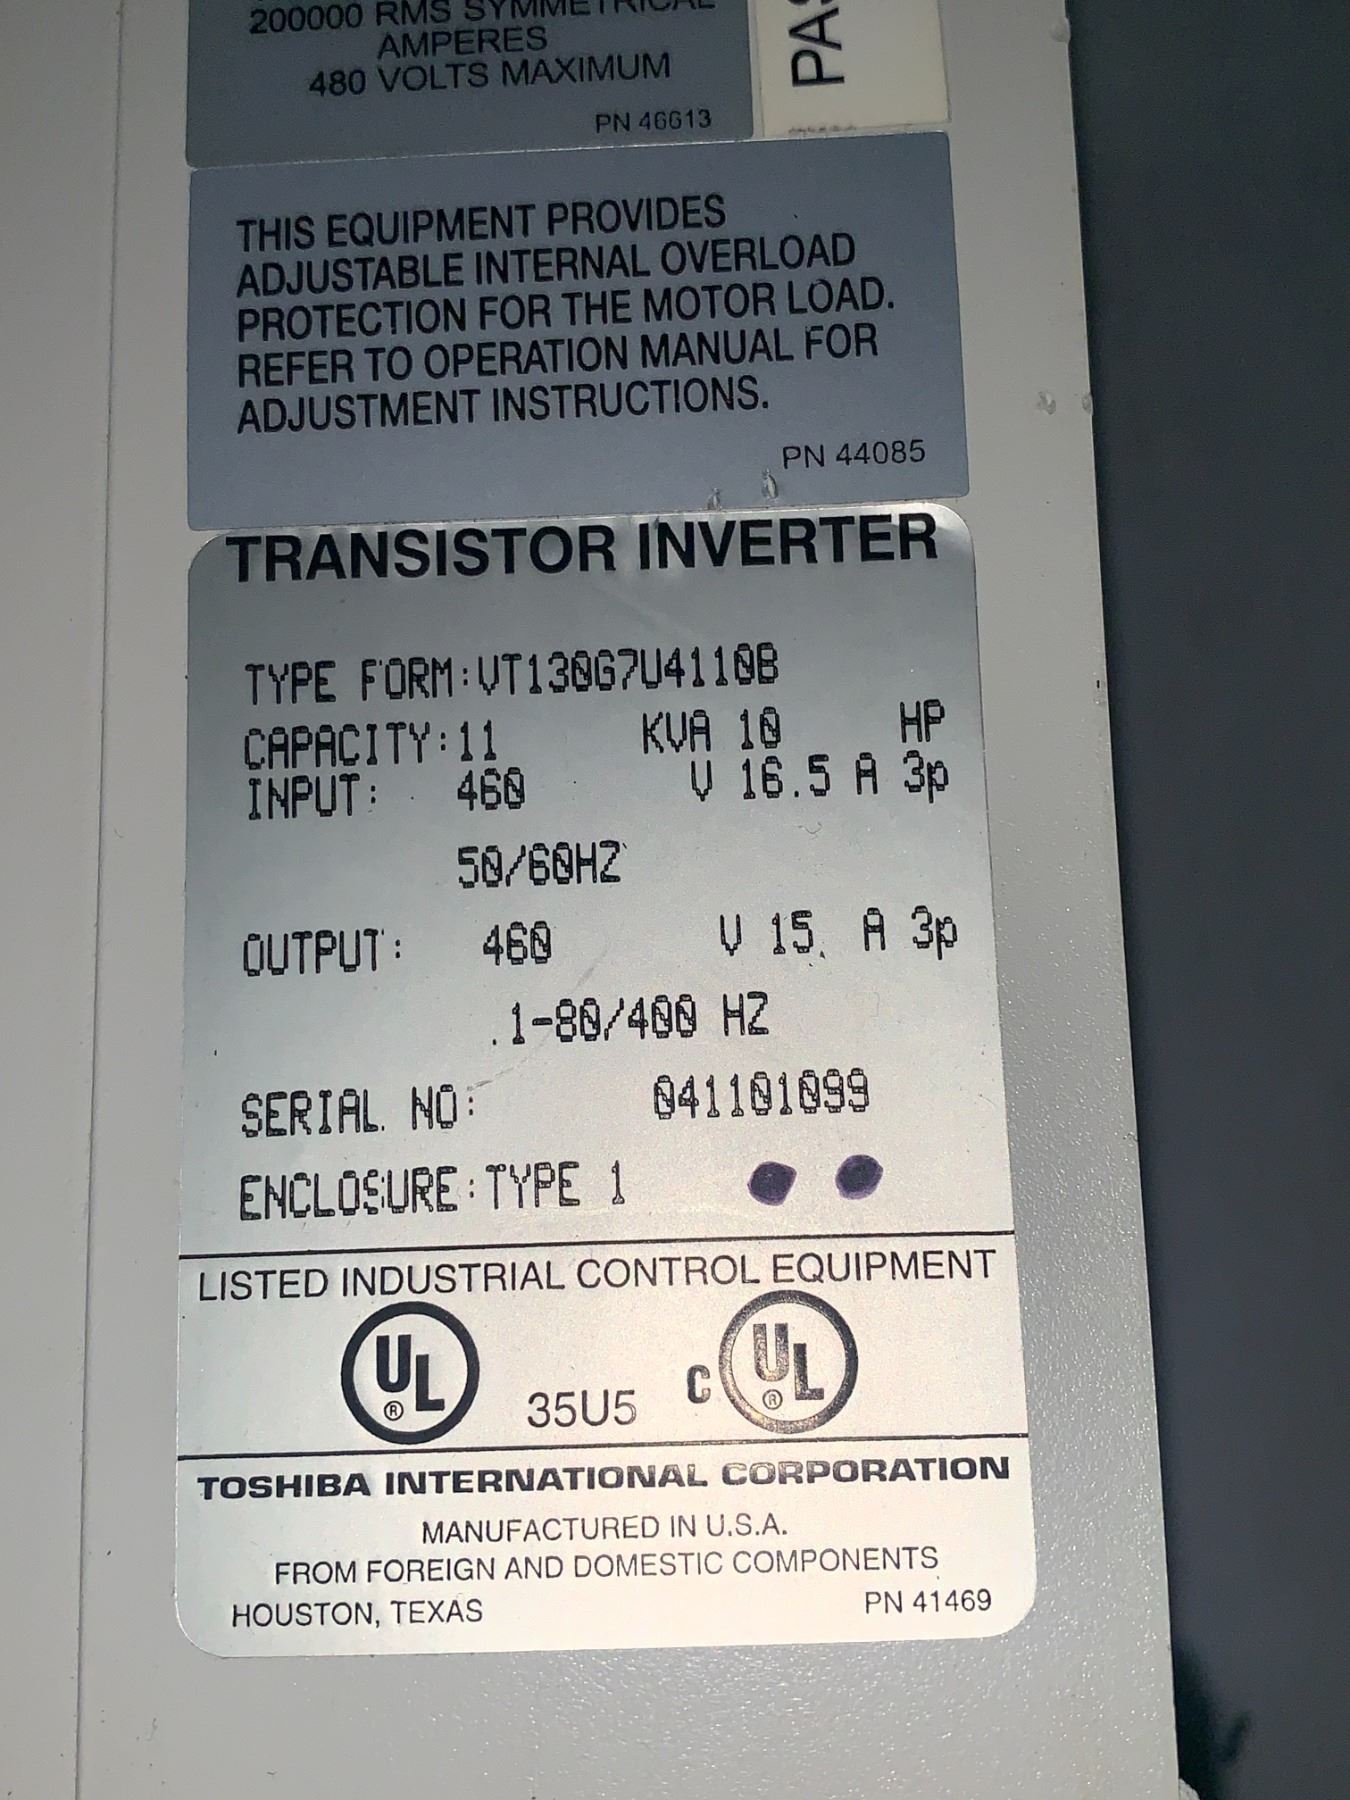 200000 RMS SYMMETRICAL
AMPERES
480 VOLTS MAXIMUM
PN 46613
THIS EQUIPMENT PROVIDES
ADJUSTABLE INTERNAL OVERLOAD
PROTECTION FOR THE MOTOR LOAD.
REFER TO OPERATION MANUAL FOR
ADJUSTMENT INSTRUCTIONS.
PN 44085
TRANSISTOR INVERTER
TYPE FORM:VT130G7U4110B
CAPACITY:11 KVA 10 HP
INPUT: 460 V 16.5 A 3p
50/60HZ
OUTPUT: 460 V 15. A 3p
.1-80/400 HZ
SERIAL NO: 041101099
ENCLOSURE:TYPE 1
LISTED INDUSTRIAL CONTROL EQUIPMENT
UL ® 35U5 C UL ®
TOSHIBA INTERNATIONAL CORPORATION
MANUFACTURED IN U.S.A.
FROM FOREIGN AND DOMESTIC COMPONENTS
HOUSTON, TEXAS PN 41469